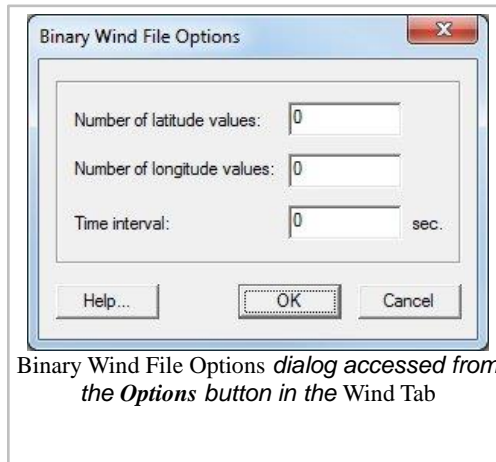 Binary Wind File Options
Number of latitude values: 0
Number of longitude values: 0
Time interval: 0 sec.
Help... OK Cancel
Binary Wind File Options dialog accessed from
the Options button in the Wind Tab